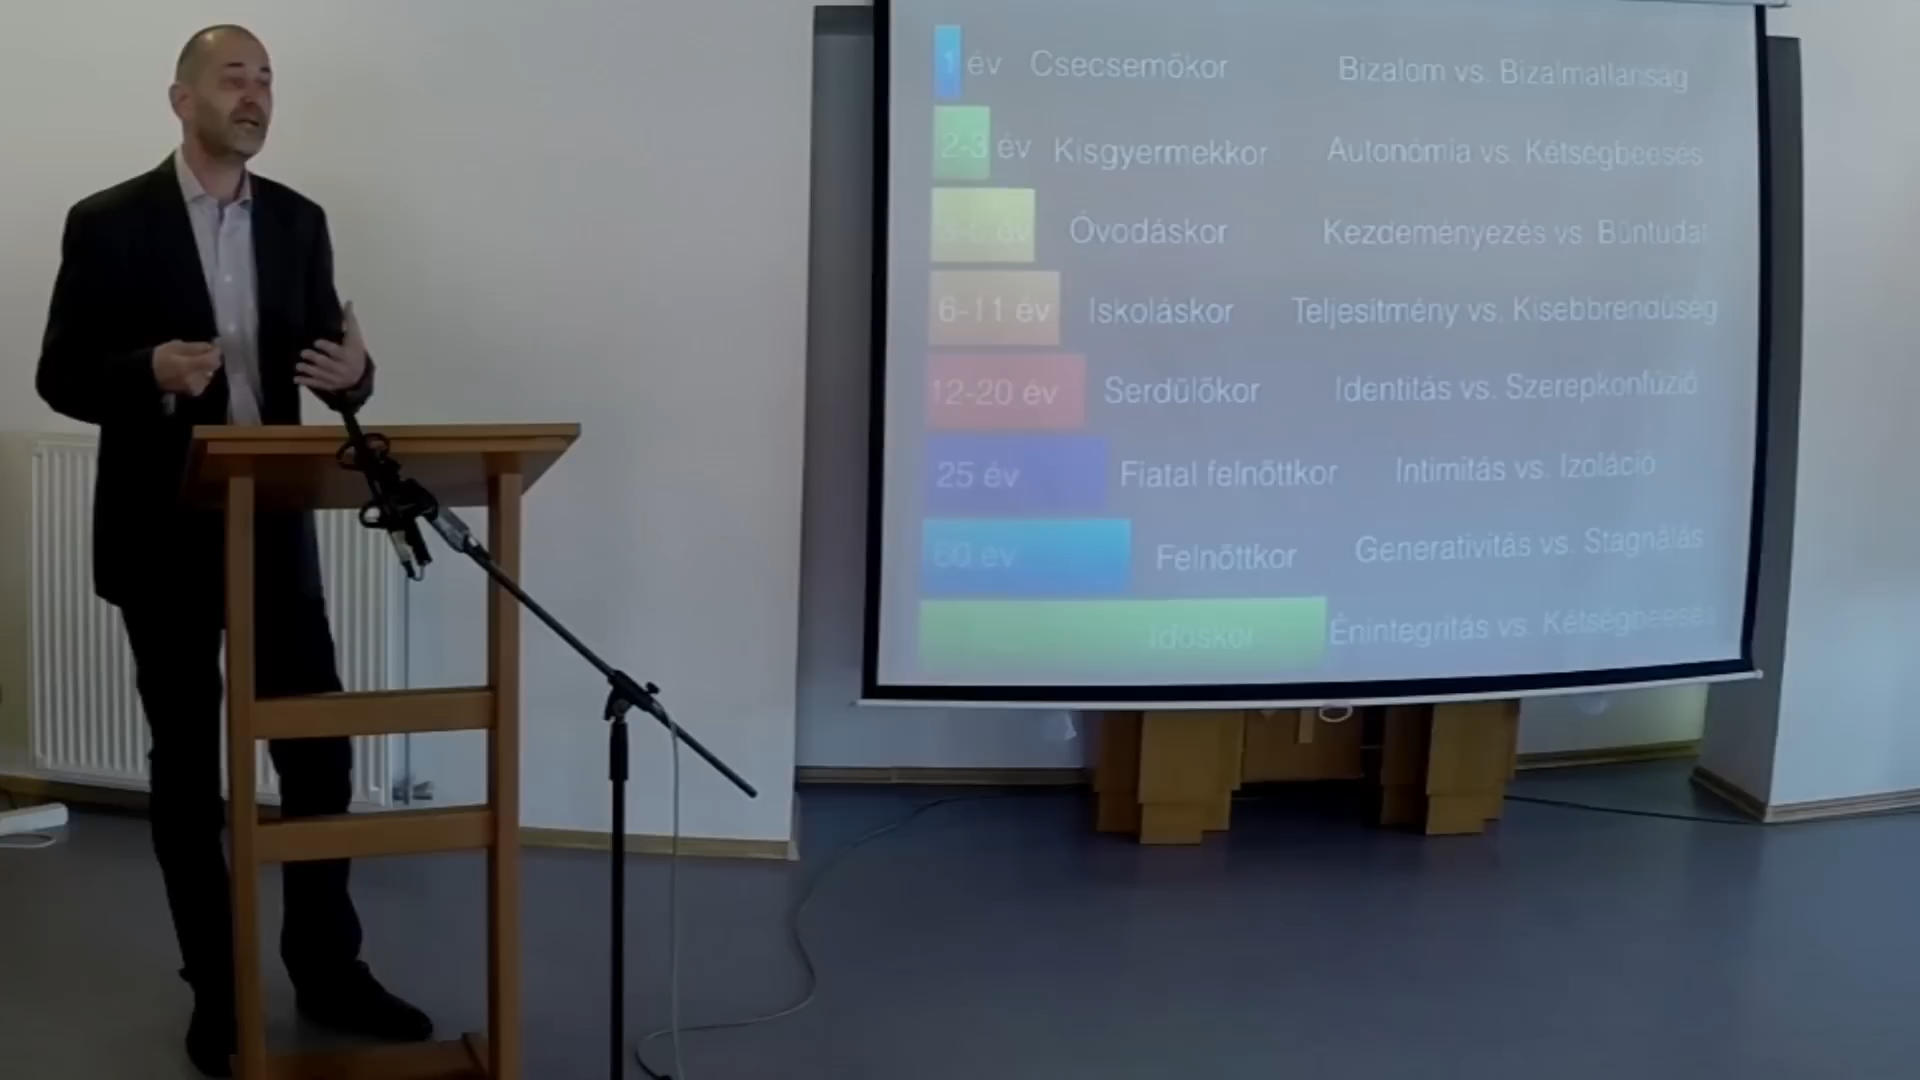 1 év Csecsemőkor Bizalom vs. Bizalmatlanság
2-3 év Kisgyermekkor Autonómia vs. Kétségbeesés
év Óvodáskor Kezdeményezés vs. Bűntudat
6-11 év Iskoláskor Teljesítmény vs. Kisebbrendűség
12-20 év Serdülőkor Identitás vs. Szerepkonfúzió
25 év Fiatal felnőttkor Intimitás vs. Izoláció
60 év Felnőttkor Generativitás vs. Stagnálás
Időskor Énintegritás vs. Kétségbeesés